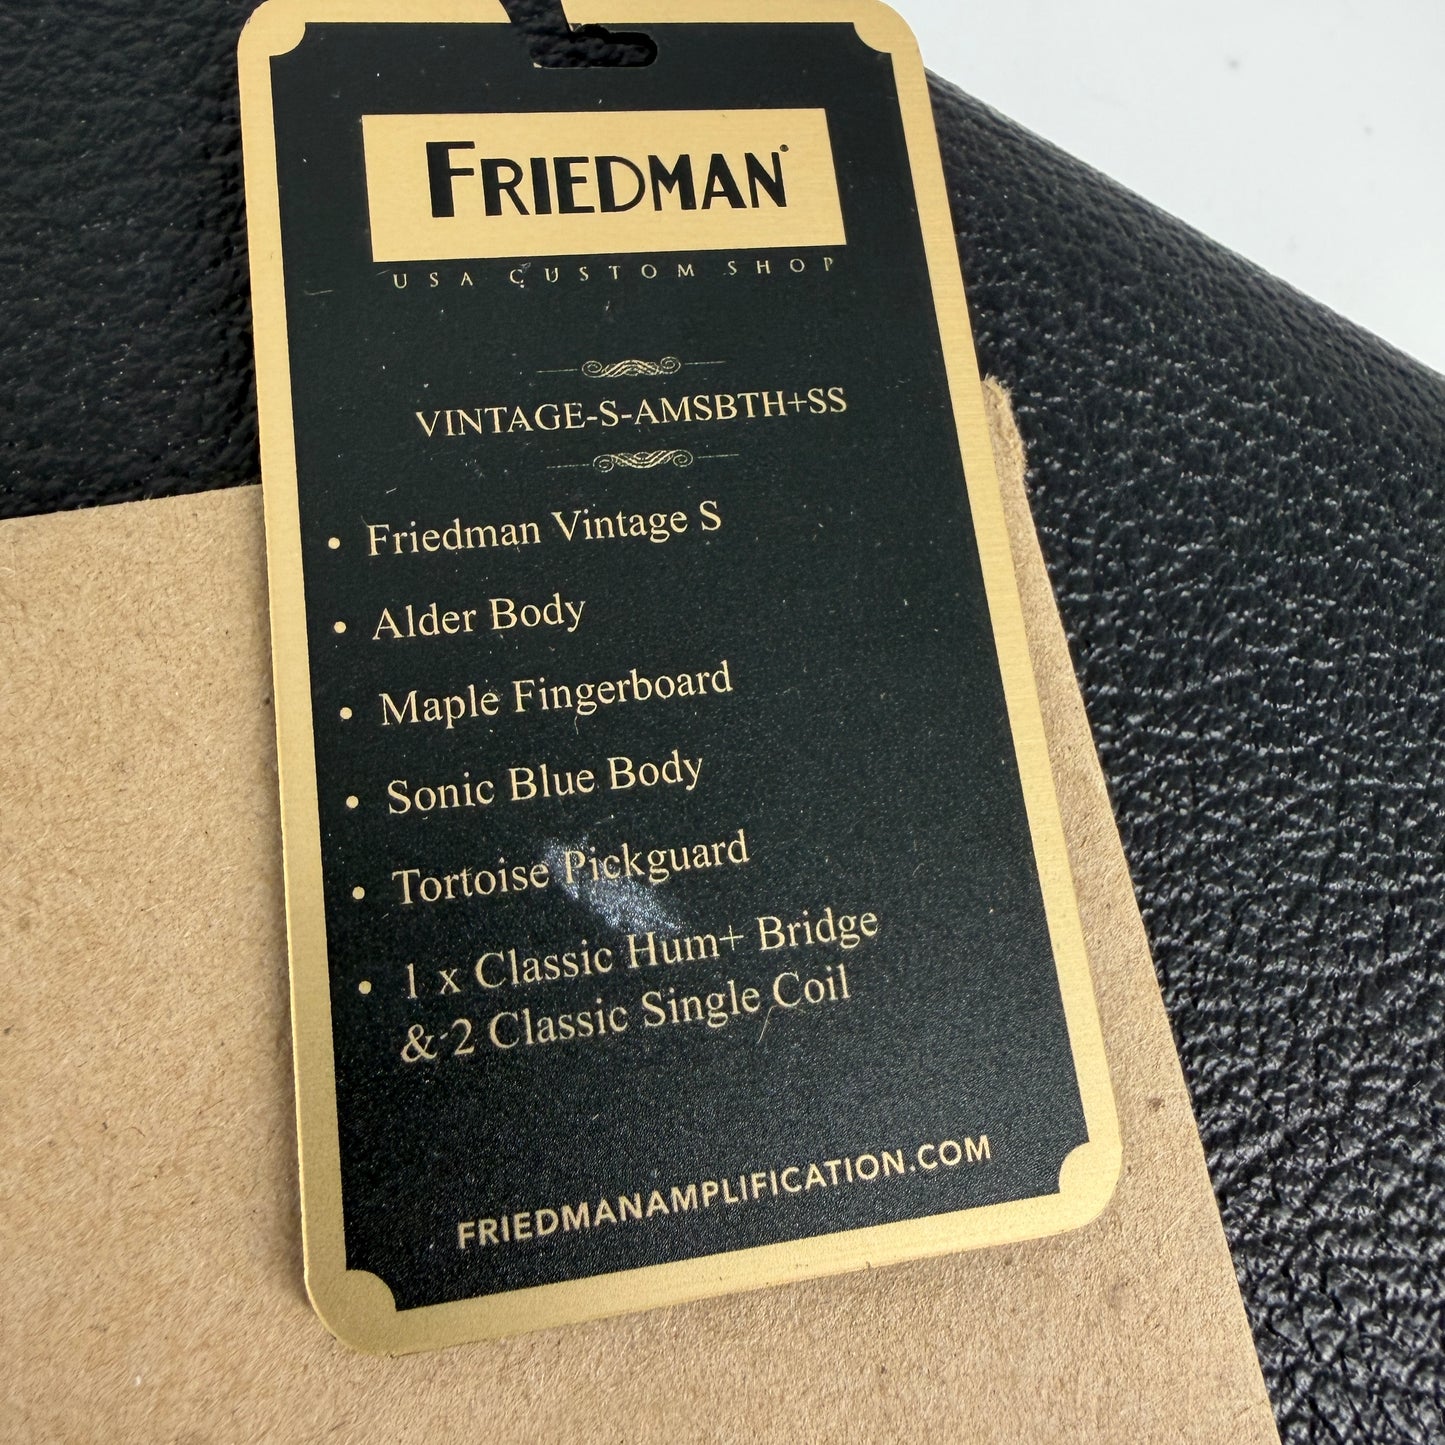 FRIEDMAN®
USA CUSTOM SHOP
VINTAGE-S-AMSBTH+SS
• Friedman Vintage S
• Alder Body
• Maple Fingerboard
• Sonic Blue Body
• Tortoise Pickguard
• 1 x Classic Hum+ Bridge
& 2 Classic Single Coil
FRIEDMANAMPLIFICATION.COM